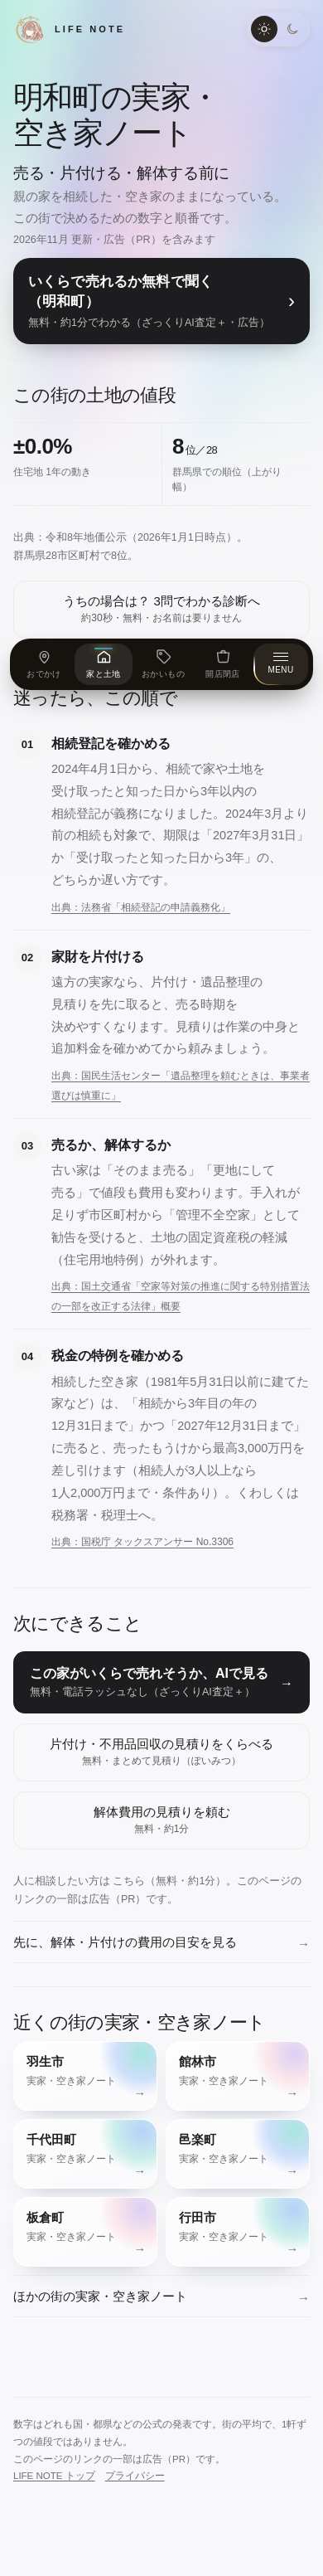 LIFE NOTE
明和町の実家・
空き家ノート
売る・片付ける・解体する前に
親の家を相続した・空き家のままになっている。
この街で決めるための数字と順番です。
2026年11月 更新・広告（PR）を含みます
いくらで売れるか無料で聞く
（明和町）
無料・約1分でわかる（ざっくりAI査定＋・広告）
›
この街の土地の値段
±0.0%
住宅地 1年の動き
8位／28
群馬県での順位（上がり
幅）
出典：令和8年地価公示（2026年1月1日時点）。
群馬県28市区町村で8位。
うちの場合は？ 3問でわかる診断へ
約30秒・無料・お名前は要りません
おでかけ
家と土地
おかいもの
開店閉店
MENU
迷ったら、この順で
01
相続登記を確かめる
2024年4月1日から、相続で家や土地を
受け取ったと知った日から3年以内の
相続登記が義務になりました。2024年3月より
前の相続も対象で、期限は「2027年3月31日」
か「受け取ったと知った日から3年」の、
どちらか遅い方です。
出典：法務省「相続登記の申請義務化」
02
家財を片付ける
遠方の実家なら、片付け・遺品整理の
見積りを先に取ると、売る時期を
決めやすくなります。見積りは作業の中身と
追加料金を確かめてから頼みましょう。
出典：国民生活センター「遺品整理を頼むときは、事業者
選びは慎重に」
03
売るか、解体するか
古い家は「そのまま売る」「更地にして
売る」で値段も費用も変わります。手入れが
足りず市区町村から「管理不全空家」として
勧告を受けると、土地の固定資産税の軽減
（住宅用地特例）が外れます。
出典：国土交通省「空家等対策の推進に関する特別措置法
の一部を改正する法律」概要
04
税金の特例を確かめる
相続した空き家（1981年5月31日以前に建てた
家など）は、「相続から3年目の年の
12月31日まで」かつ「2027年12月31日まで」
に売ると、売ったもうけから最高3,000万円を
差し引けます（相続人が3人以上なら
1人2,000万円まで・条件あり）。くわしくは
税務署・税理士へ。
出典：国税庁 タックスアンサー No.3306
次にできること
この家がいくらで売れそうか、AIで見る
無料・電話ラッシュなし（ざっくりAI査定＋）
→
片付け・不用品回収の見積りをくらべる
無料・まとめて見積り（ぽいみつ）
解体費用の見積りを頼む
無料・約1分
人に相談したい方は こちら（無料・約1分）。このページの
リンクの一部は広告（PR）です。
先に、解体・片付けの費用の目安を見る →
近くの街の実家・空き家ノート
羽生市
実家・空き家ノート
→
館林市
実家・空き家ノート
→
千代田町
実家・空き家ノート
→
邑楽町
実家・空き家ノート
→
板倉町
実家・空き家ノート
→
行田市
実家・空き家ノート
→
ほかの街の実家・空き家ノート →
数字はどれも国・都県などの公式の発表です。街の平均で、1軒ず
つの値段ではありません。
このページのリンクの一部は広告（PR）です。
LIFE NOTE トップ プライバシー